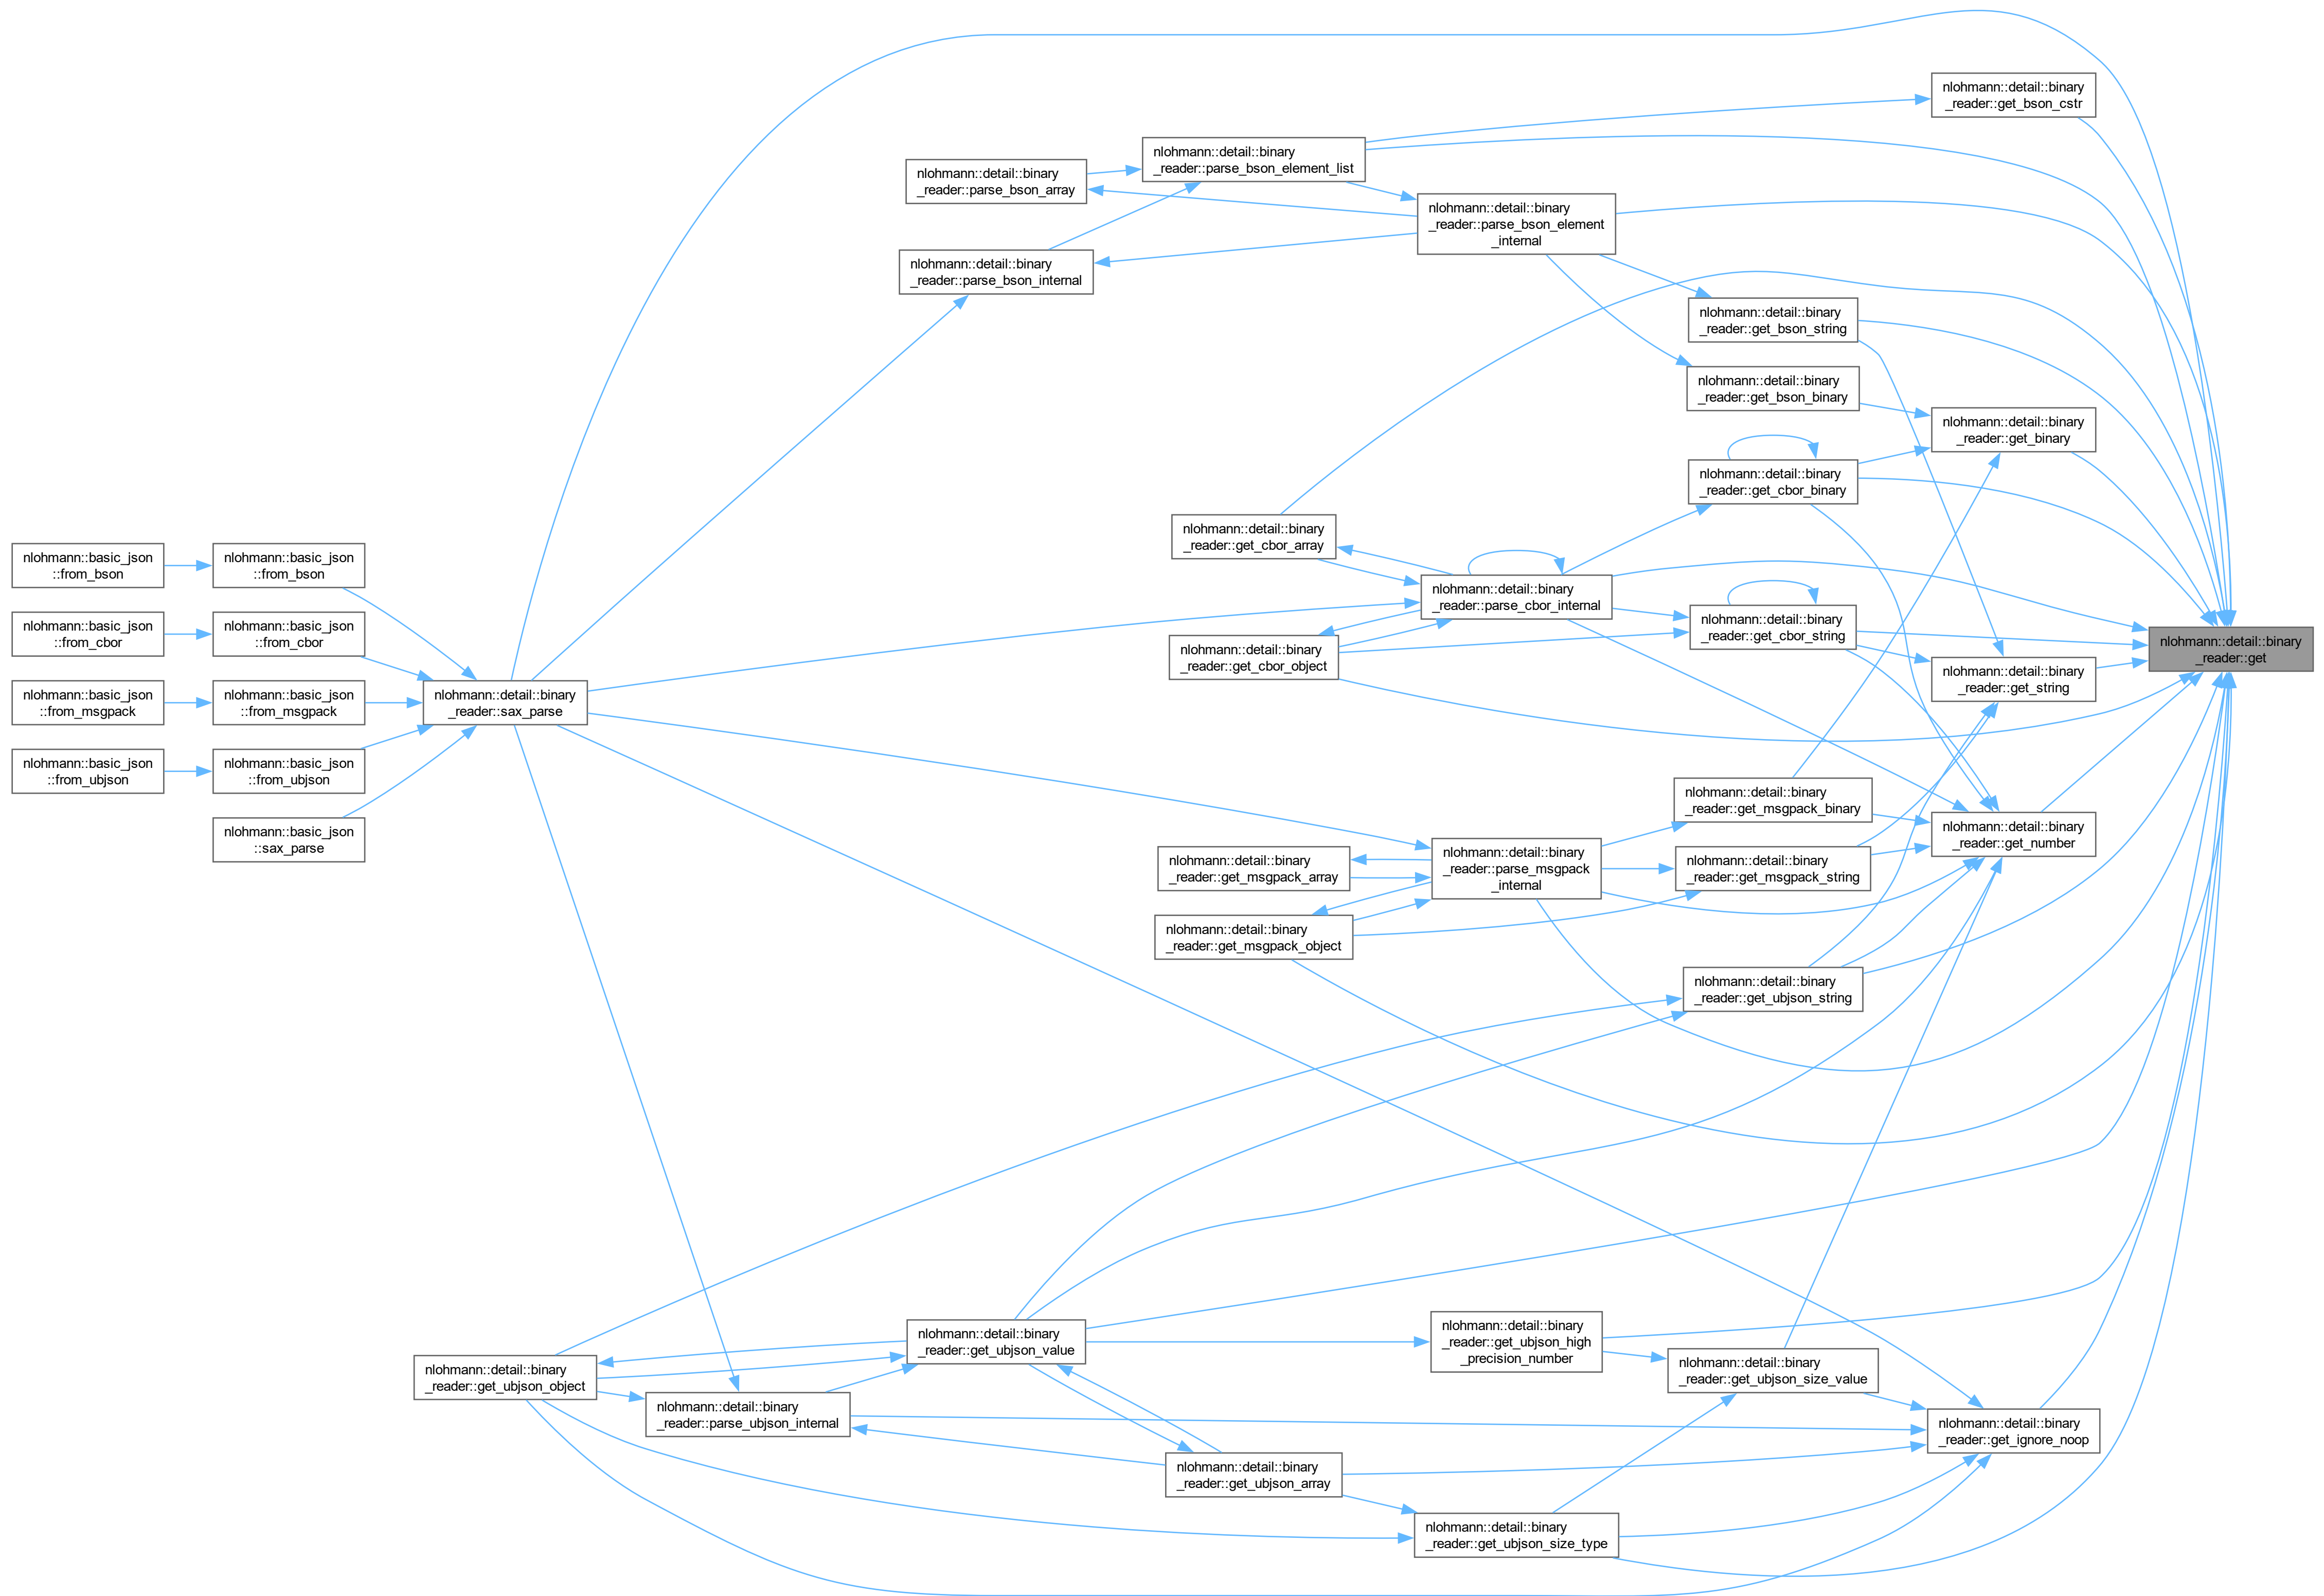 nlohmann::detail::binary
_reader::get_bson_cstr
nlohmann::detail::binary
_reader::parse_bson_element_list
nlohmann::detail::binary
_reader::parse_bson_array
nlohmann::detail::binary
_reader::parse_bson_element
_internal
nlohmann::detail::binary
_reader::parse_bson_internal
nlohmann::detail::binary
_reader::get_bson_string
nlohmann::detail::binary
_reader::get_bson_binary
nlohmann::detail::binary
_reader::get_binary
nlohmann::detail::binary
_reader::get_cbor_binary
nlohmann::detail::binary
_reader::get_cbor_array
nlohmann::basic_json
::from_bson
nlohmann::basic_json
::from_bson
nlohmann::detail::binary
_reader::parse_cbor_internal
nlohmann::detail::binary
_reader::get_cbor_string
nlohmann::basic_json
::from_cbor
nlohmann::basic_json
::from_cbor
nlohmann::detail::binary
_reader::get_cbor_object
nlohmann::detail::binary
_reader::get
nlohmann::detail::binary
_reader::get_string
nlohmann::basic_json
::from_msgpack
nlohmann::basic_json
::from_msgpack
nlohmann::detail::binary
_reader::sax_parse
nlohmann::basic_json
::from_ubjson
nlohmann::basic_json
::from_ubjson
nlohmann::detail::binary
_reader::get_msgpack_binary
nlohmann::basic_json
::sax_parse
nlohmann::detail::binary
_reader::get_number
nlohmann::detail::binary
_reader::get_msgpack_array
nlohmann::detail::binary
_reader::parse_msgpack
_internal
nlohmann::detail::binary
_reader::get_msgpack_string
nlohmann::detail::binary
_reader::get_msgpack_object
nlohmann::detail::binary
_reader::get_ubjson_string
nlohmann::detail::binary
_reader::get_ubjson_value
nlohmann::detail::binary
_reader::get_ubjson_high
_precision_number
nlohmann::detail::binary
_reader::get_ubjson_size_value
nlohmann::detail::binary
_reader::get_ubjson_object
nlohmann::detail::binary
_reader::parse_ubjson_internal
nlohmann::detail::binary
_reader::get_ignore_noop
nlohmann::detail::binary
_reader::get_ubjson_array
nlohmann::detail::binary
_reader::get_ubjson_size_type